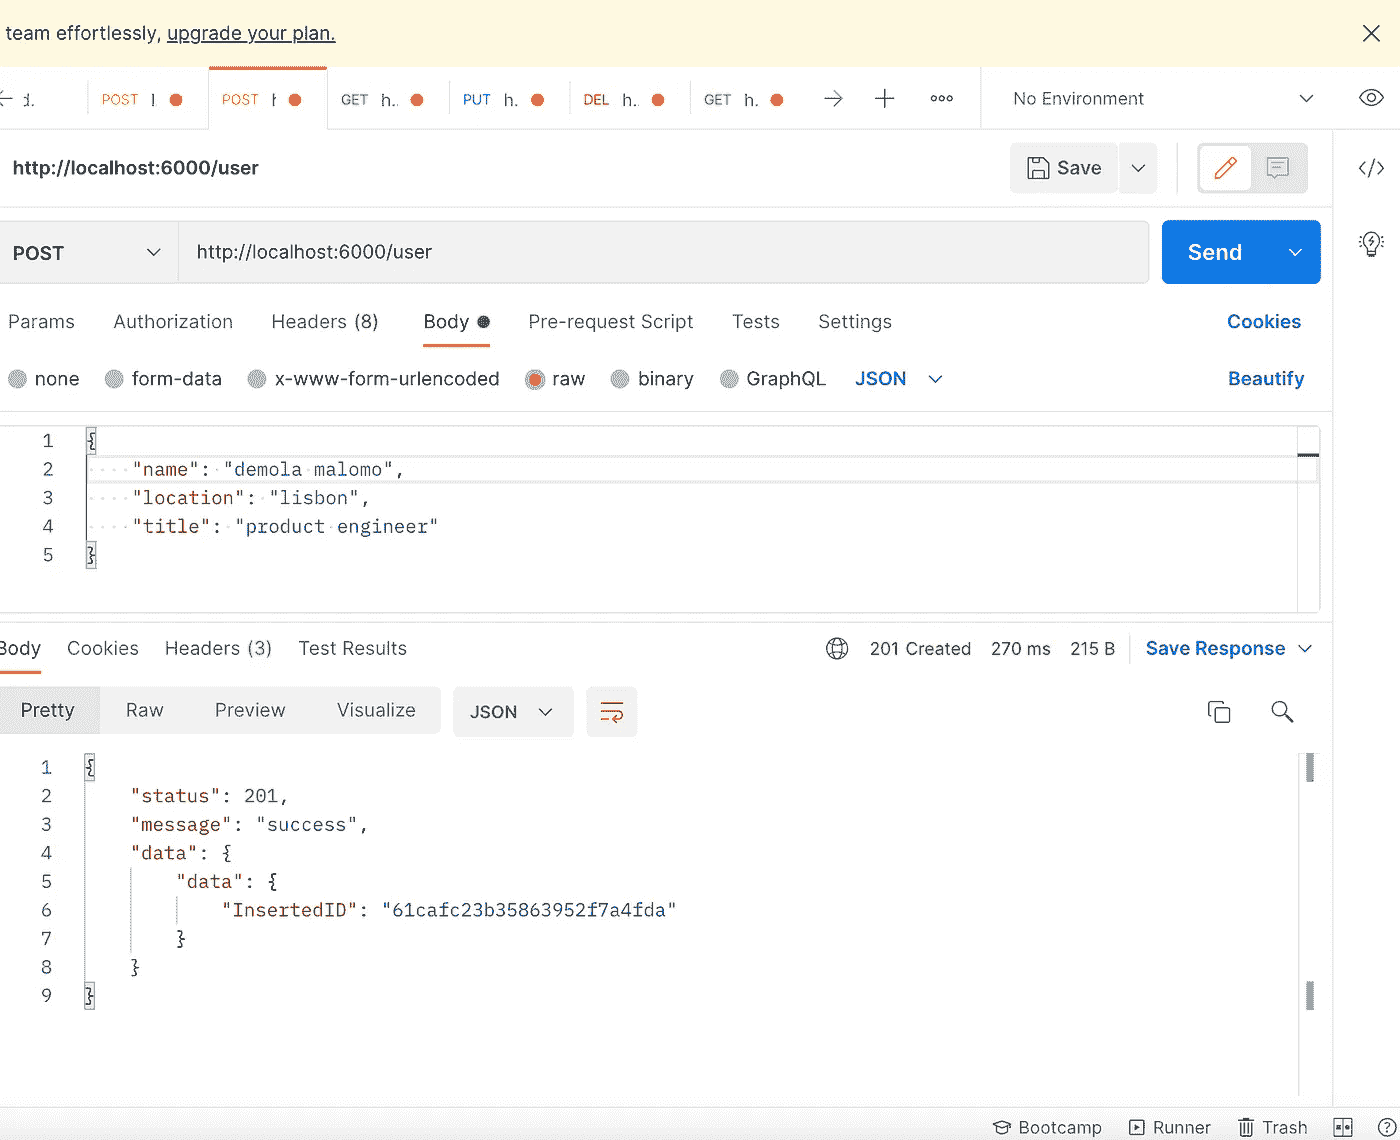 team effortlessly, upgrade your plan.
d. POST POST GET h.. PUT h. DEL h.. GET h. No Environment
http://localhost:6000/user Save
POST http://localhost:6000/user Send
Params Authorization Headers (8) Body Pre-request Script Tests Settings Cookies
none form-data x-www-form-urlencoded raw binary GraphQL JSON Beautify
1 {
2 "name": "demola malomo",
3 "location": "lisbon",
4 "title": "product engineer"
5 }
Body Cookies Headers (3) Test Results 201 Created 270 ms 215 B Save Response
Pretty Raw Preview Visualize JSON
1 {
2 "status": 201,
3 "message": "success",
4 "data": {
5 "data": {
6 "InsertedID": "61cafc23b35863952f7a4fda"
7 }
8 }
9 }
Bootcamp Runner Trash